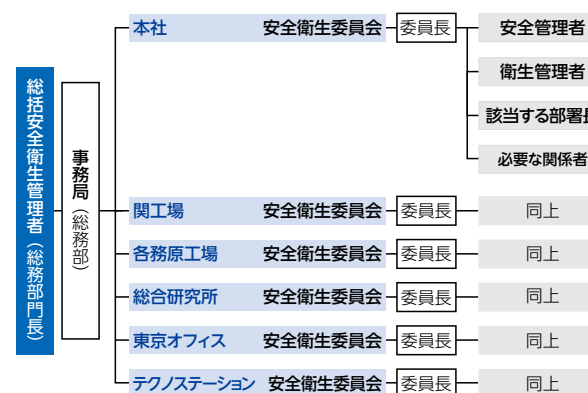 総括安全衛生管理者（総務部門長）
事務局（総務部）
本社 安全衛生委員会 委員長 安全管理者
衛生管理者
該当する部署長
必要な関係者
関工場 安全衛生委員会 委員長 同上
各務原工場 安全衛生委員会 委員長 同上
総合研究所 安全衛生委員会 委員長 同上
東京オフィス 安全衛生委員会 委員長 同上
テクノステーション 安全衛生委員会 委員長 同上